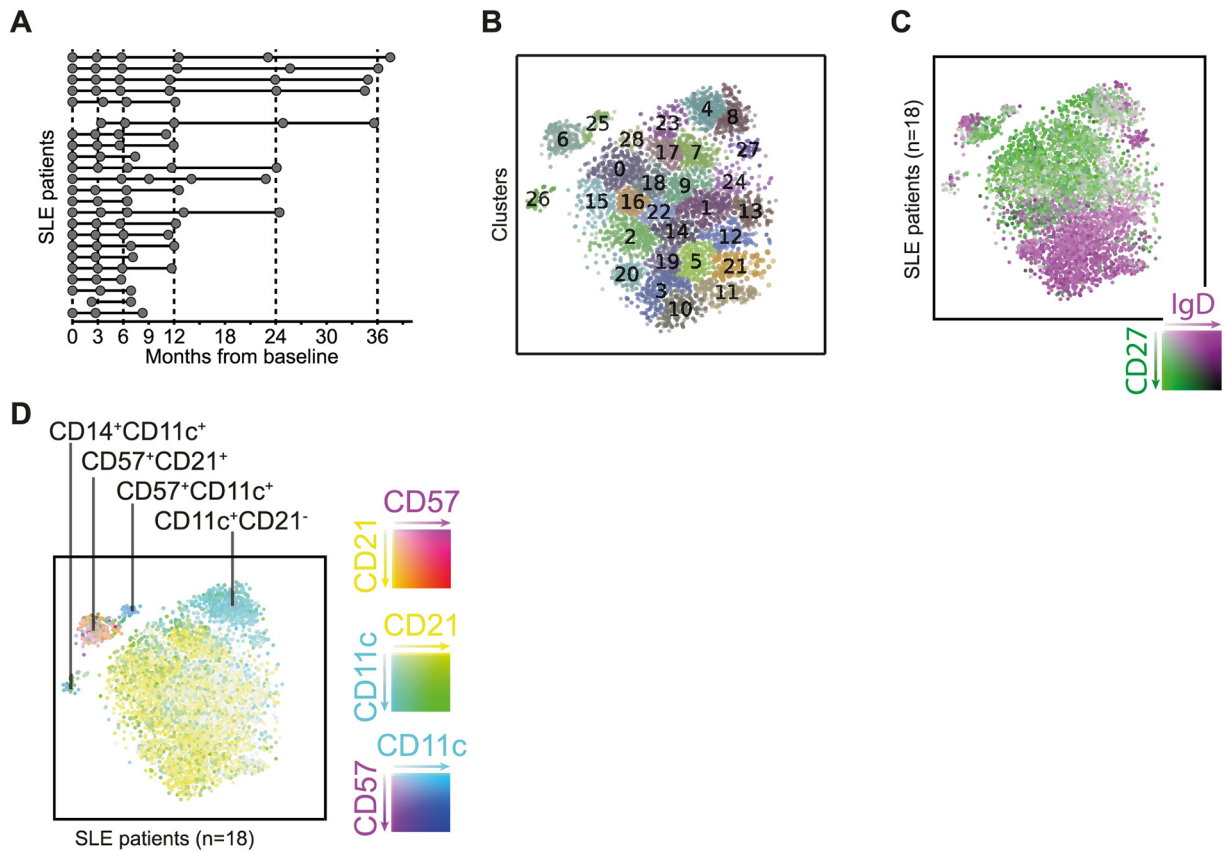 A
SLE patients
0 3 6 9 12 24 36
Months from baseline
B
Clusters
4
8
25
23
6
28
27
17
7
0
18
9
24
26
15
16
22
1
13
2
14
12
19
5
21
20
3
11
10
C
SLE patients (n=18)
IgD
CD27
D
CD14⁺CD11c⁺
CD57⁺CD21⁺
CD57⁺CD11c⁺
CD11c⁺CD21⁻
SLE patients (n=18)
CD57
CD21
CD21
CD11c
CD11c
CD57